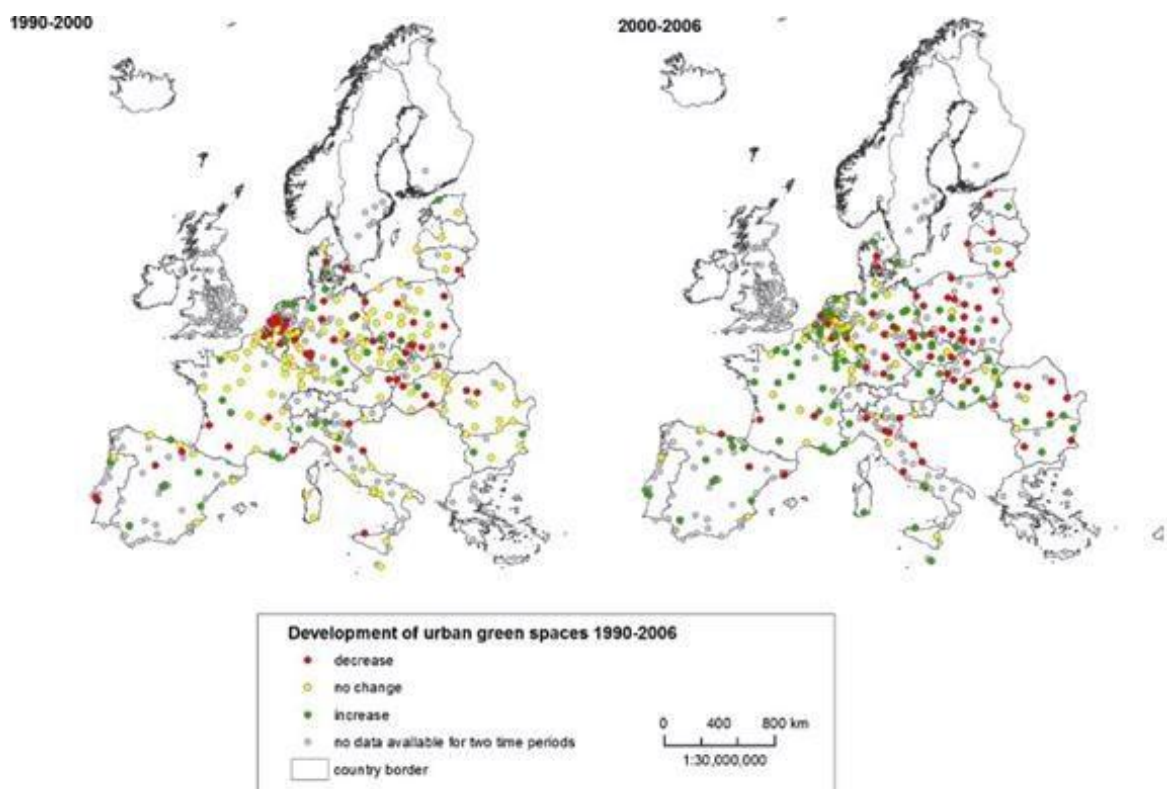 1990-2000
2000-2006
Development of urban green spaces 1990-2006
decrease
no change
increase
no data available for two time periods
country border
0 400 800 km
1:30,000,000